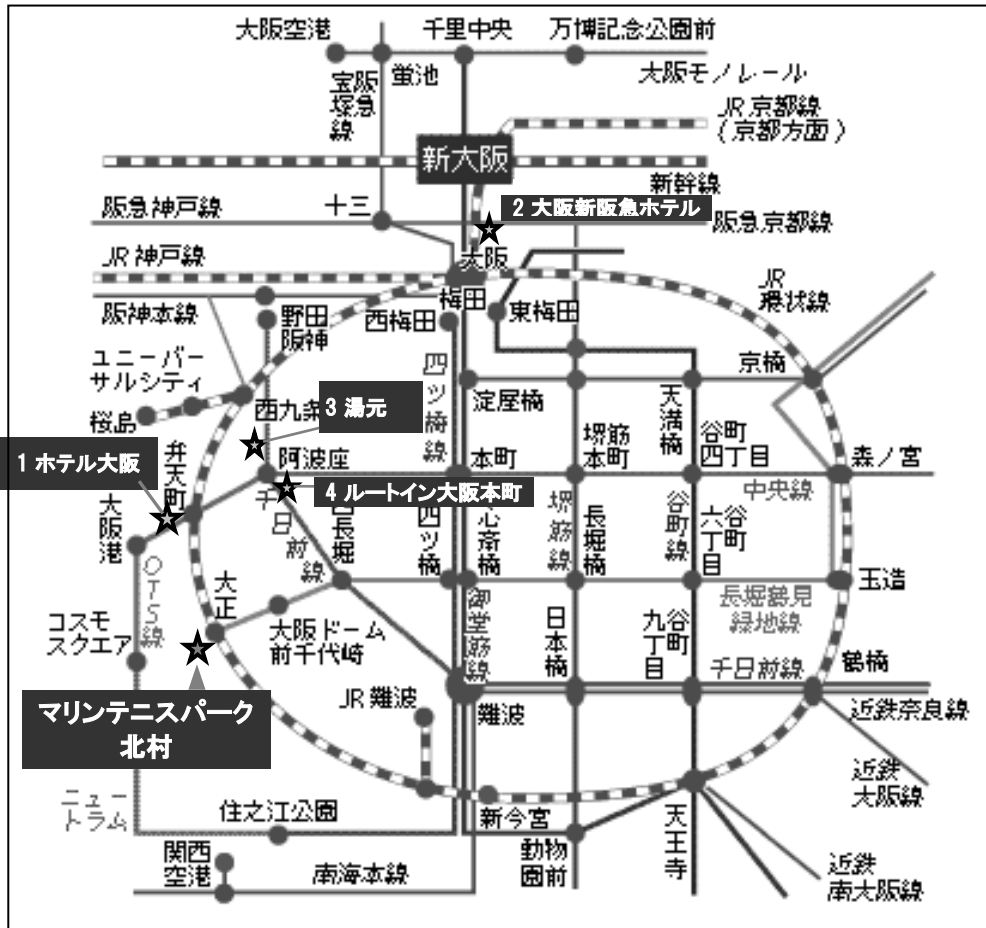 大阪空港
千里中央
万博記念公園前
宝塚線
阪急
蛍池
大阪モノレール
JR 京都線
(京都方面)
新大阪
新幹線
阪急神戸線
十三
2 大阪新阪急ホテル
阪急京都線
JR 神戸線
大阪
JR
環状線
阪神本線
梅田
野田
阪神
西梅田
東梅田
ユニーバー
サルシティ
桜島
西九条
3 湯元
四ツ橋線
淀屋橋
京橋
天満橋
1 ホテル大阪
弁天町
阿波座
本町
堺筋
本町
谷町
四丁目
森ノ宮
中央線
4 ルートイン大阪本町
大阪港
千日前線
西長堀
四ツ橋
心斎橋
堺筋線
長堀橋
谷町線
谷町
六丁目
OTS線
大正
玉造
長堀鶴見
緑地線
コスモ
スクエア
大阪ドーム
前千代崎
御堂筋線
日本橋
谷町
九丁目
千日前線
鶴橋
マリンテニスパーク
北村
JR 難波
難波
近鉄奈良線
近鉄
大阪線
ニュー
トラム
住之江公園
新今宮
動物
園前
天王寺
関西
空港
南海本線
近鉄
南大阪線